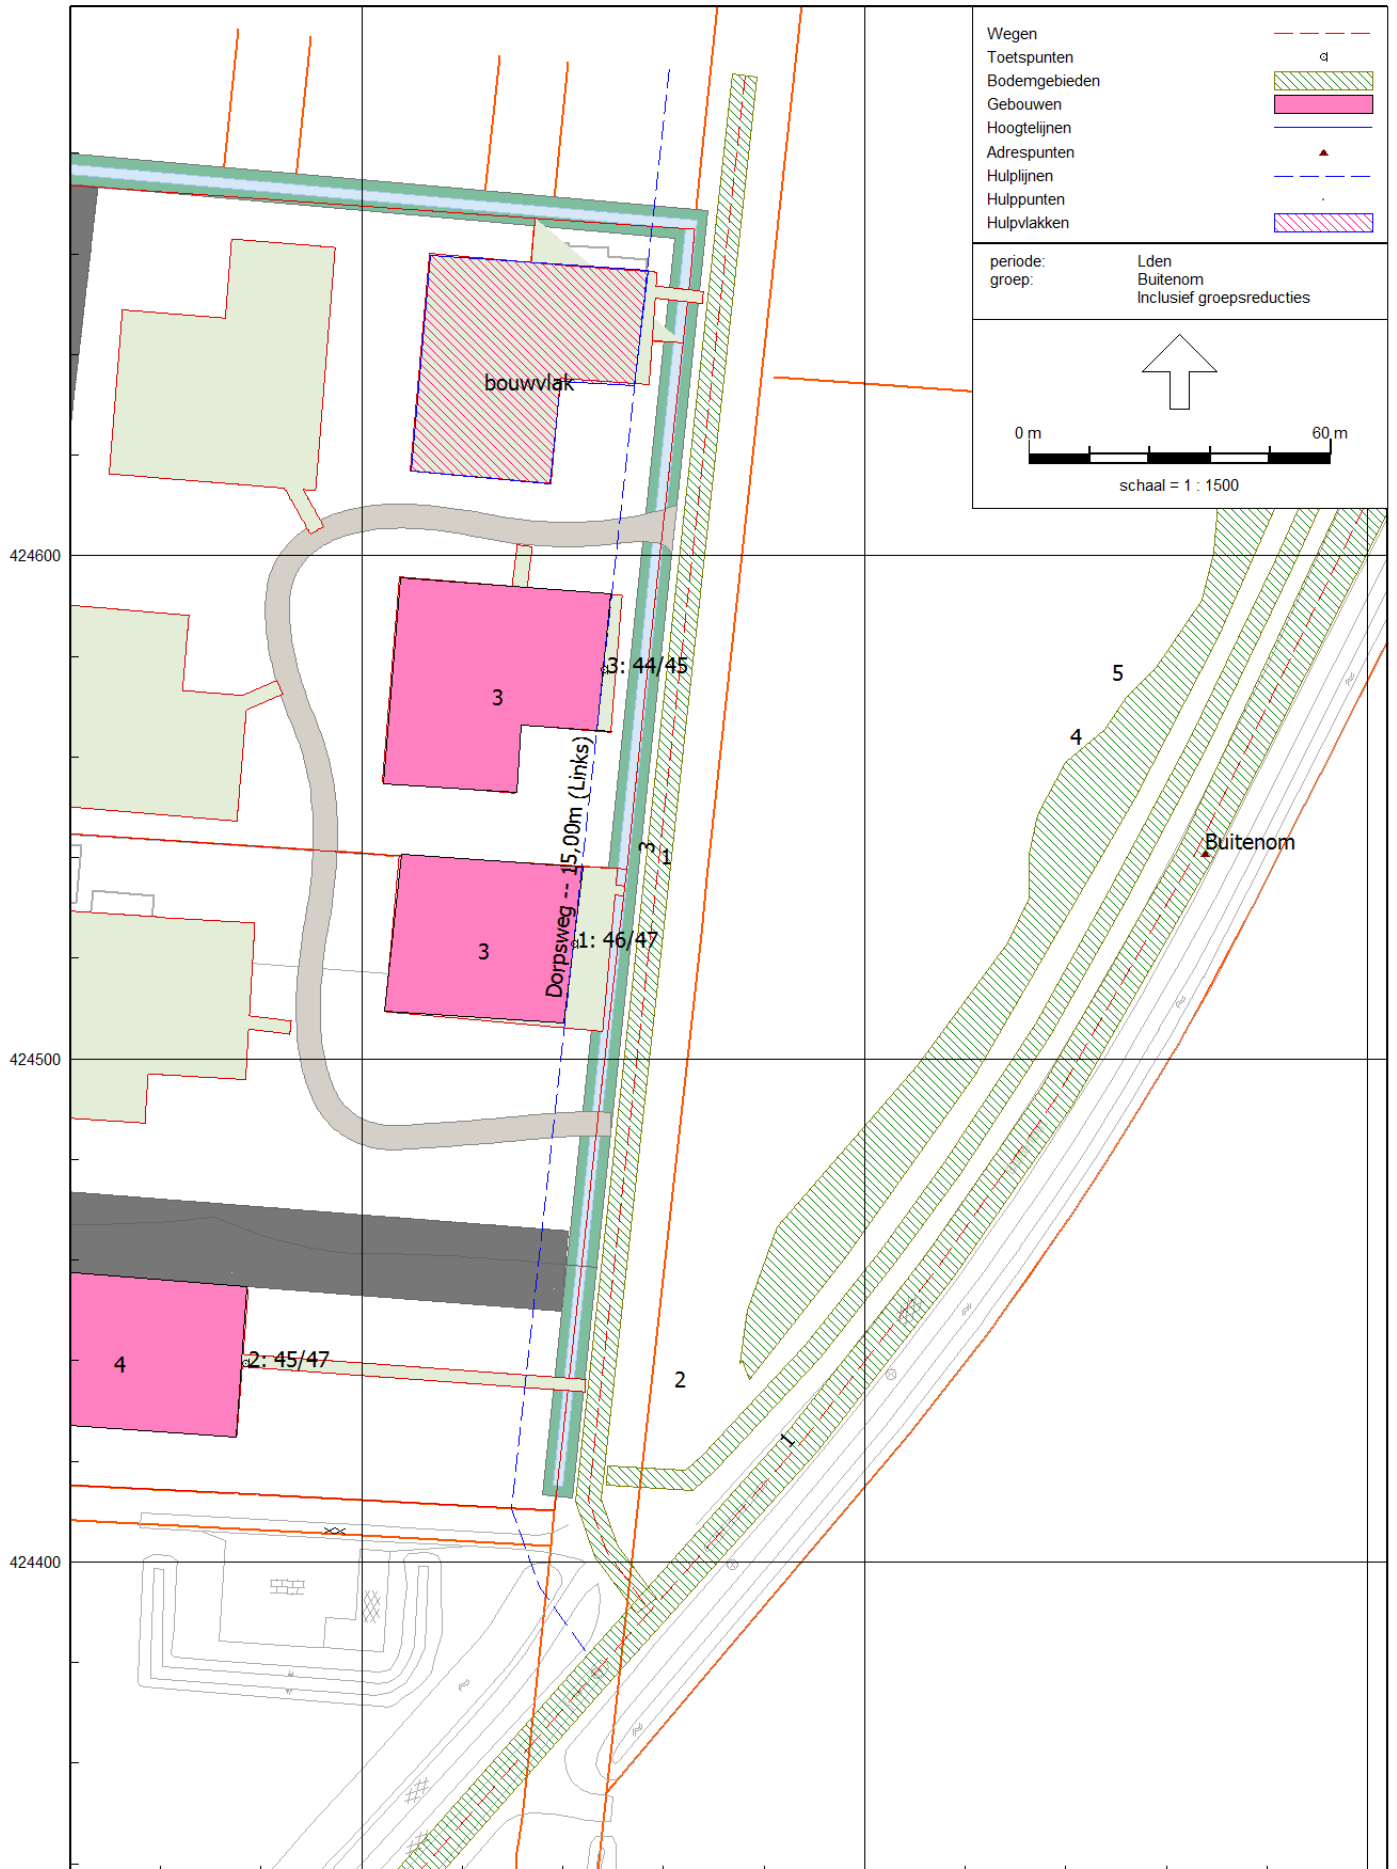 Wegen
Toetspunten
Bodemgebieden
Gebouwen
Hoogtelijnen
Adrespunten
Hulplijnen
Hulppunten
Hulpvlakken
periode: Lden
groep: Buitenom
Inclusief groepsreducties
0 m 60 m
schaal = 1 : 1500
bouwvlak
424600
3: 44/45
3
5
4
Dorpsweg -- 15,00m (Links)
3
1
Buitenom
3
1: 46/47
424500
4
2: 45/47
2
1
424400